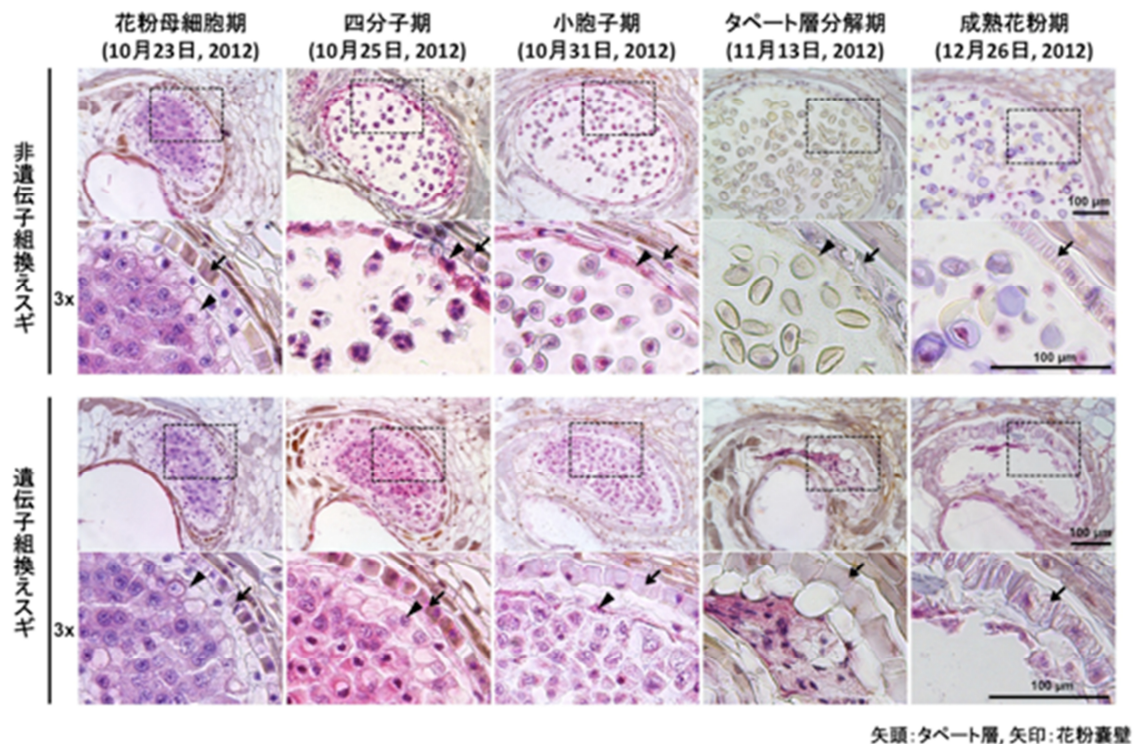 花粉母細胞期
(10月23日, 2012)
四分子期
(10月25日, 2012)
小胞子期
(10月31日, 2012)
タペート層分解期
(11月13日, 2012)
成熟花粉期
(12月26日, 2012)
非遺伝子組換えスギ
100 μm
3x
100 μm
遺伝子組換えスギ
100 μm
3x
100 μm
矢頭：タペート層, 矢印：花粉嚢壁